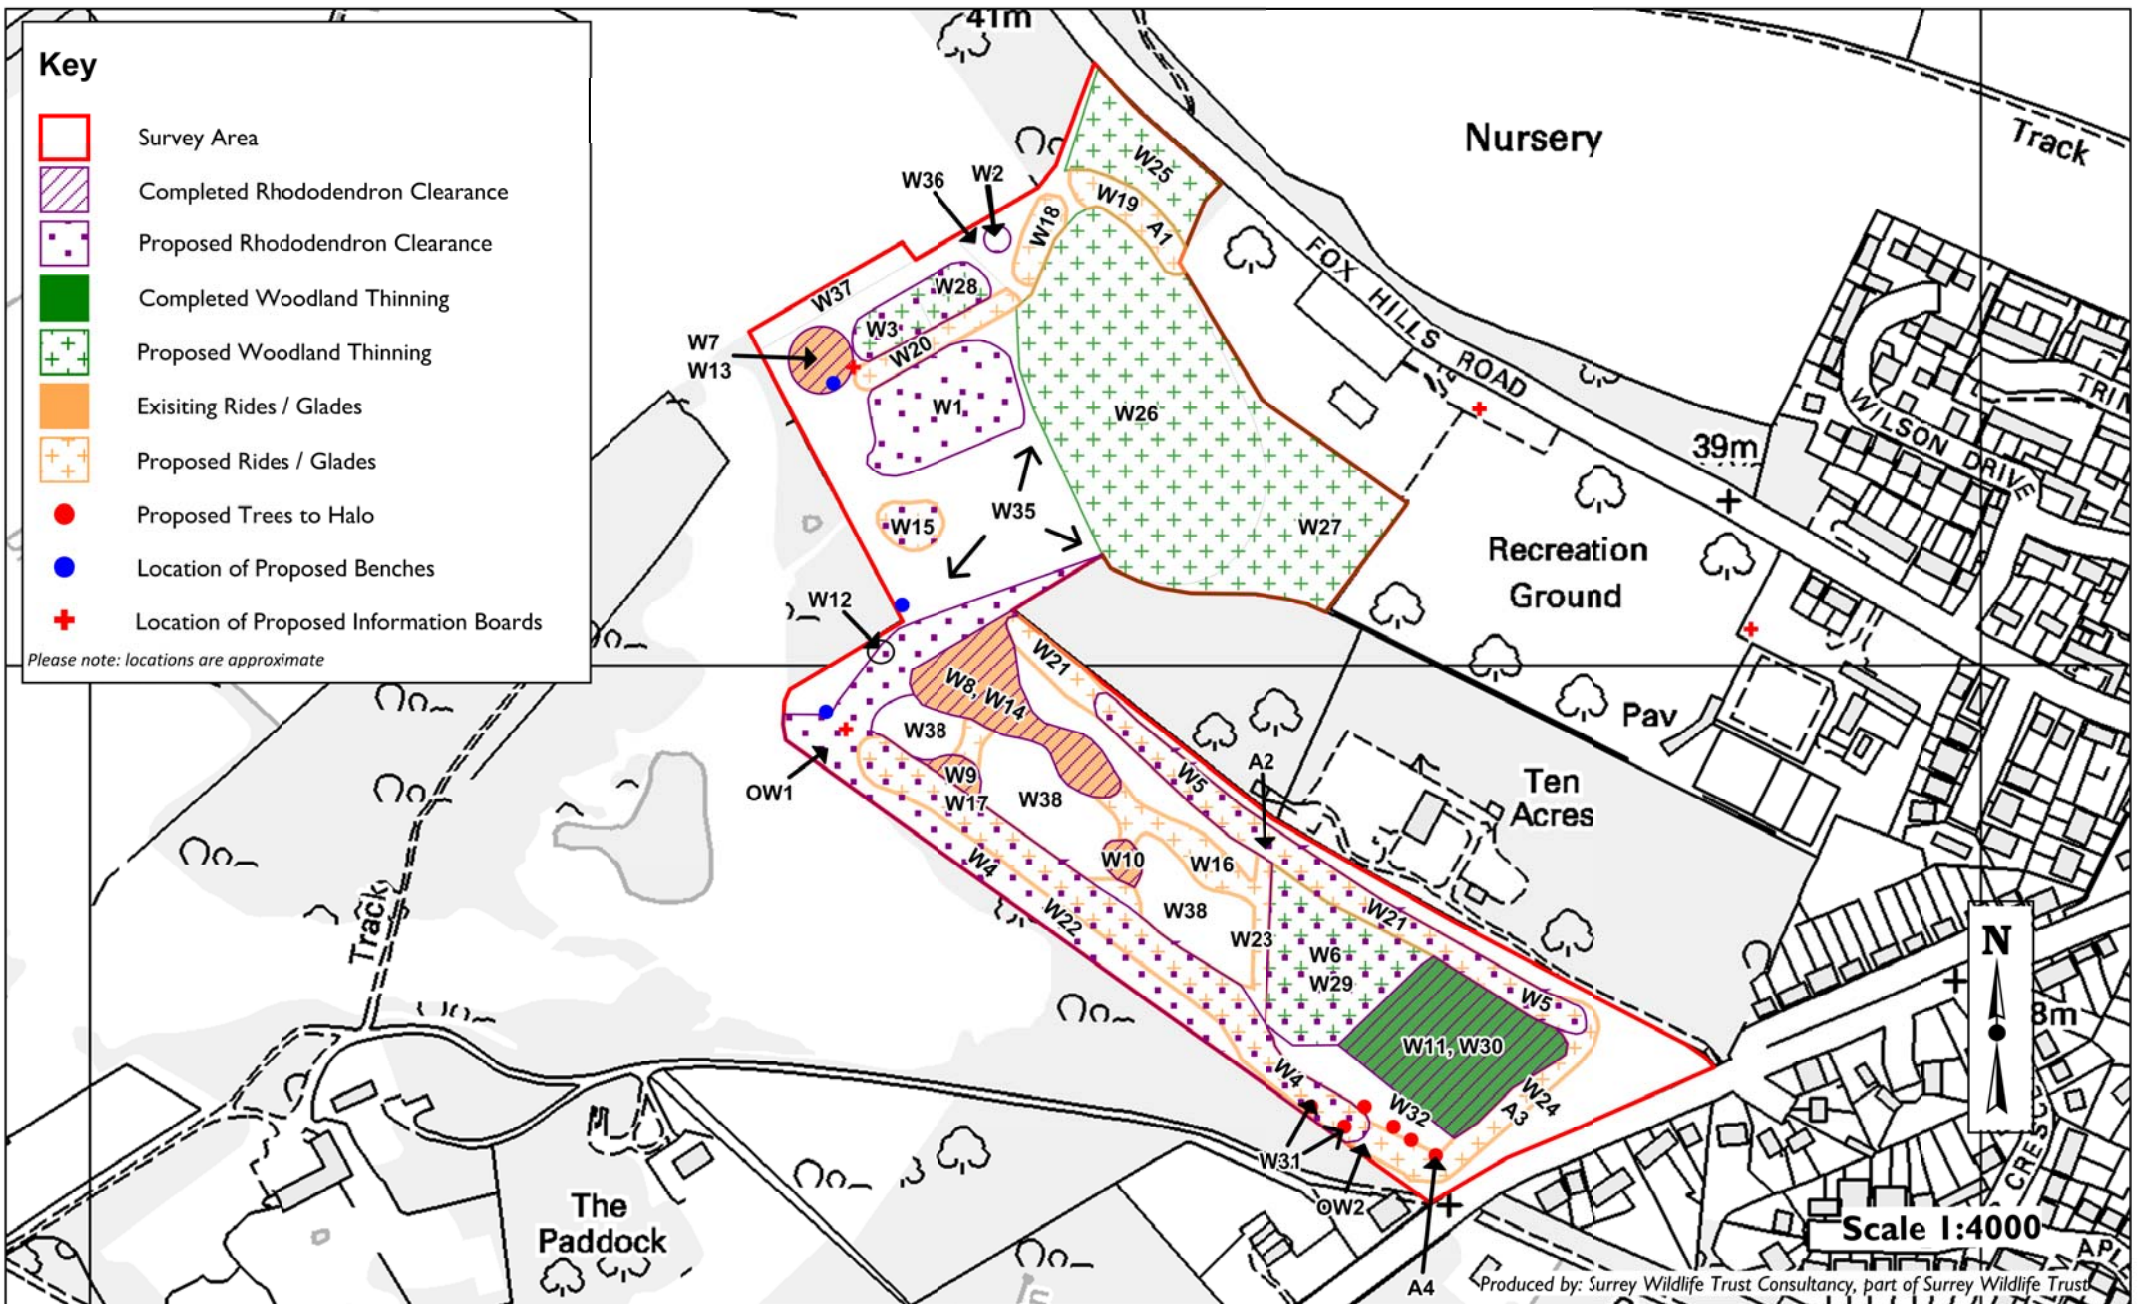 Key
Survey Area
Completed Rhododendron Clearance
Proposed Rhododendron Clearance
Completed Woodland Thinning
Proposed Woodland Thinning
Exisiting Rides / Glades
Proposed Rides / Glades
Proposed Trees to Halo
Location of Proposed Benches
Location of Proposed Information Boards
Please note: locations are approximate
41m
Nursery
Track
W25
W36
W2
W19
W18
A1
FOX HILLS ROAD
W37
W28
W3
W7
W13
W20
W1
W26
WILSON DRIVE
39m
W35
W15
W27
Recreation
Ground
W12
W21
W8, W14
W38
Pav
A2
W9
OW1
W17
W38
W5
Ten
Acres
W10
W16
W4
W38
W22
W21
W23
Track
W6
W29
W5
N
8m
W11, W30
W4
W24
W32
A3
W31
OW2
The
Paddock
Scale 1:4000
A4
Produced by: Surrey Wildlife Trust Consultancy, part of Surrey Wildlife Trust